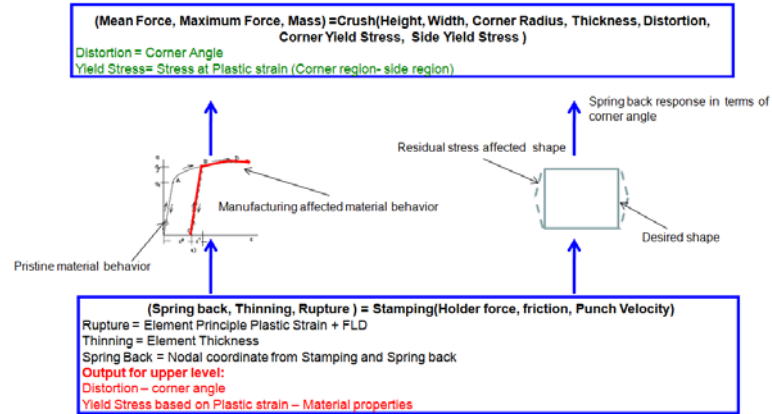 (Mean Force, Maximum Force, Mass) =Crush(Height, Width, Corner Radius, Thickness, Distortion,
Corner Yield Stress, Side Yield Stress )
Distortion = Corner Angle
Yield Stress= Stress at Plastic strain (Corner region- side region)
Spring back response in terms of
corner angle
Residual stress affected shape
Manufacturing affected material behavior
Desired shape
Pristine material behavior
(Spring back, Thinning, Rupture ) = Stamping(Holder force, friction, Punch Velocity)
Rupture = Element Principle Plastic Strain + FLD
Thinning = Element Thickness
Spring Back = Nodal coordinate from Stamping and Spring back
Output for upper level:
Distortion – corner angle
Yield Stress based on Plastic strain – Material properties